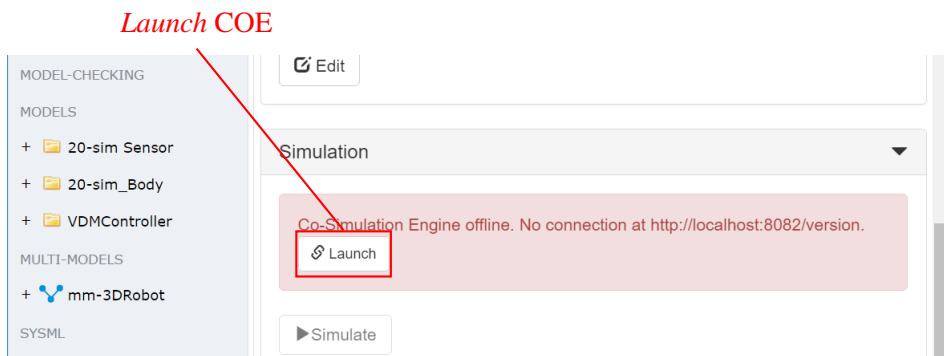 Launch COE
MODEL-CHECKING
MODELS
+ 20-sim Sensor
+ 20-sim_Body
+ VDMController
MULTI-MODELS
+ mm-3DRobot
SYSML
Edit
Simulation
Co-Simulation Engine offline. No connection at http://localhost:8082/version.
Launch
Simulate